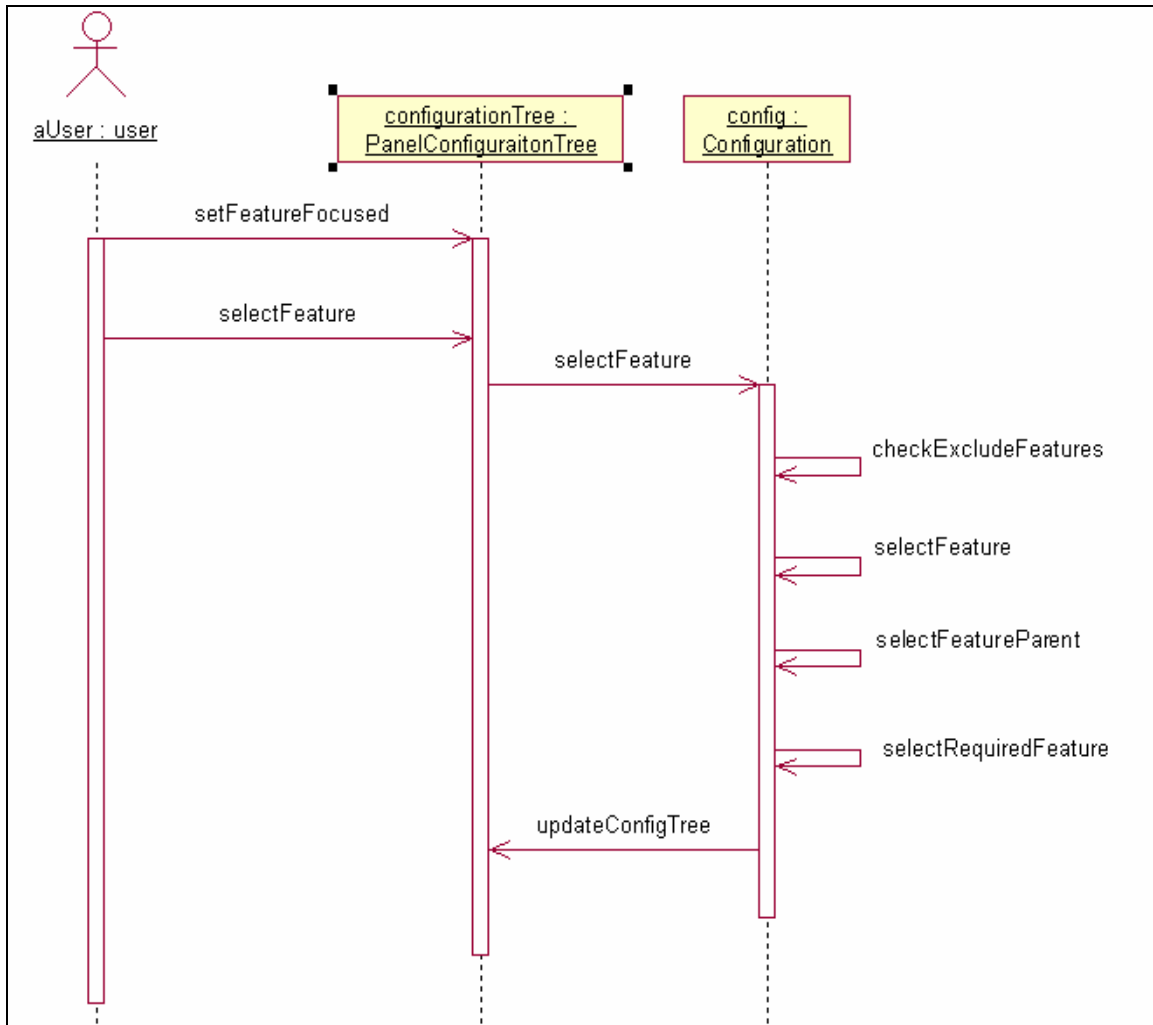 aUser : user
configurationTree :
PanelConfiguraitonTree
config :
Configuration
setFeatureFocused
selectFeature
selectFeature
checkExcludeFeatures
selectFeature
selectFeatureParent
selectRequiredFeature
updateConfigTree